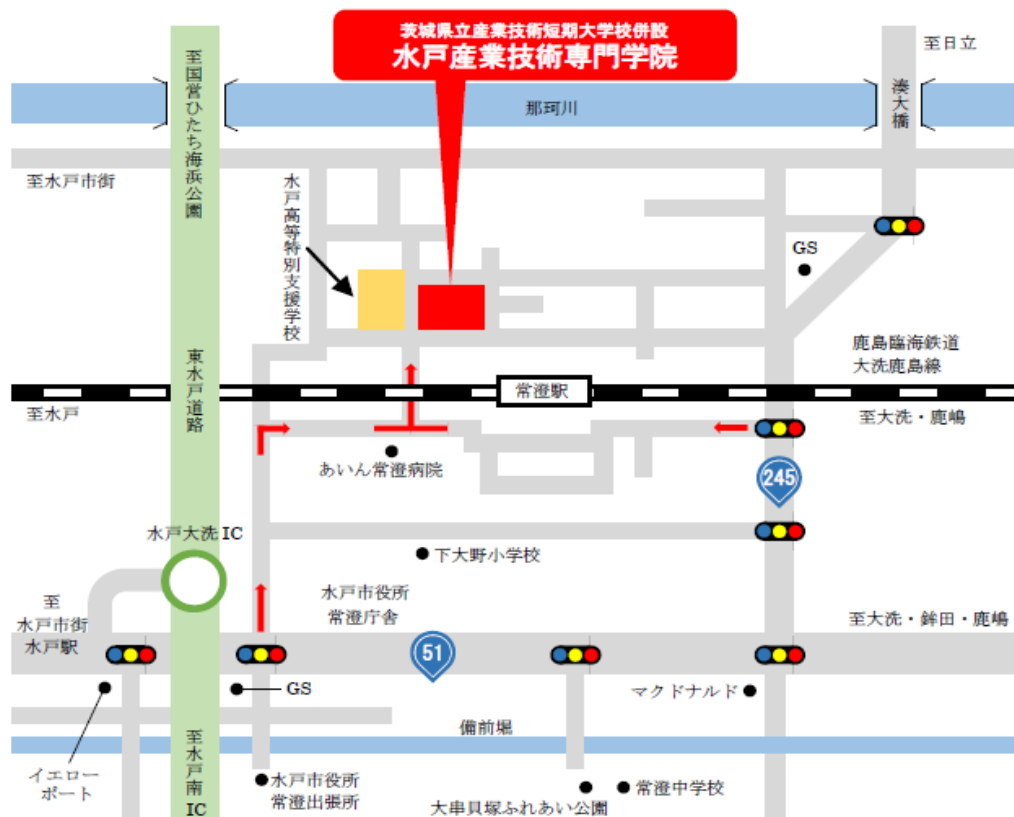 茨城県立産業技術短期大学校併設
水戸産業技術専門学院
至日立
至国営ひたち海浜公園
那珂川
湊大橋
至水戸市街
水戸高等特別支援学校
GS
東水戸道路
鹿島臨海鉄道
大洗鹿島線
常澄駅
至水戸
至大洗・鹿嶋
あいん常澄病院
245
水戸大洗IC
下大野小学校
水戸市役所
常澄庁舎
至
水戸市街
水戸駅
至大洗・鉾田・鹿嶋
51
GS
マクドナルド
備前堀
至水戸南IC
イエロー
ポート
水戸市役所
常澄出張所
常澄中学校
大串貝塚ふれあい公園